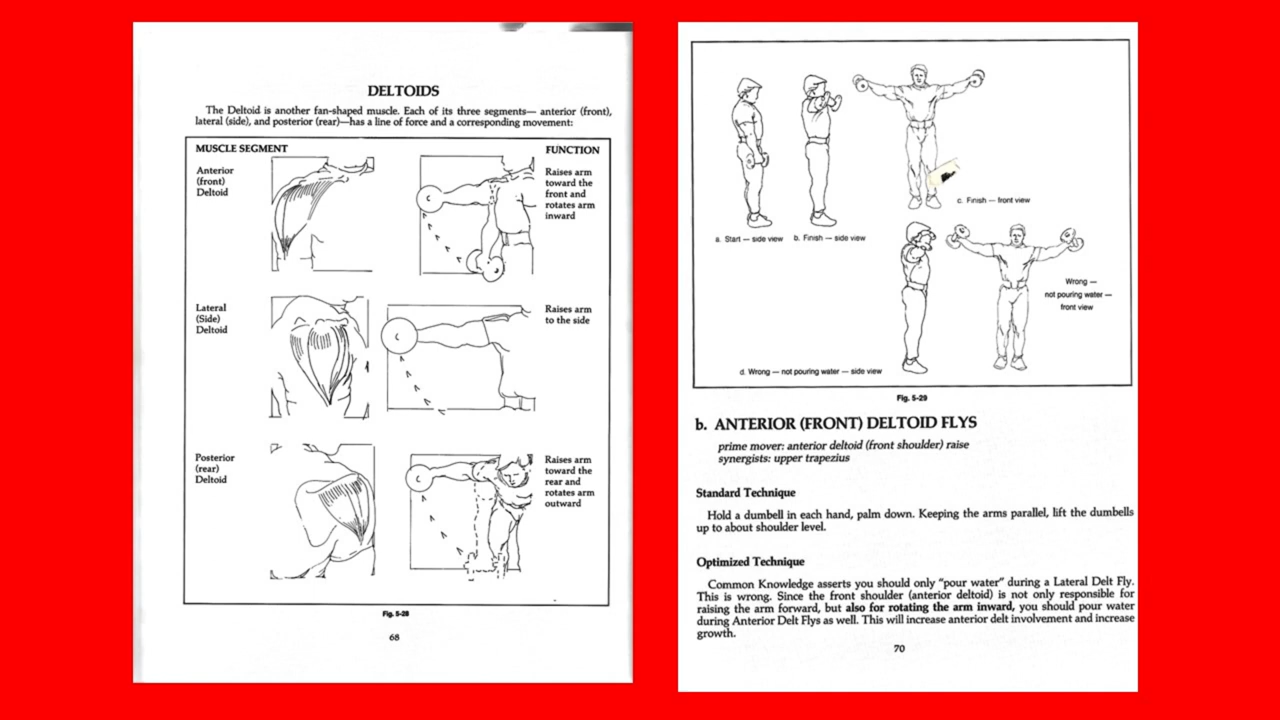 DELTOIDS
The Deltoid is another fan-shaped muscle. Each of its three segments— anterior (front),
lateral (side), and posterior (rear)—has a line of force and a corresponding movement:
MUSCLE SEGMENT
FUNCTION
Anterior
(front)
Deltoid
Raises arm
toward the
front and
rotates arm
inward
Lateral
(Side)
Deltoid
Raises arm
to the side
Posterior
(rear)
Deltoid
Raises arm
toward the
rear and
rotates arm
outward
Fig. 5-28
68
a. Start — side view
b. Finish — side view
c. Finish — front view
Wrong —
not pouring water —
front view
d. Wrong — not pouring water — side view
Fig. 5-29
b. ANTERIOR (FRONT) DELTOID FLYS
prime mover: anterior deltoid (front shoulder) raise
synergists: upper trapezius
Standard Technique
Hold a dumbell in each hand, palm down. Keeping the arms parallel, lift the dumbells
up to about shoulder level.
Optimized Technique
Common Knowledge asserts you should only “pour water” during a Lateral Delt Fly.
This is wrong. Since the front shoulder (anterior deltoid) is not only responsible for
raising the arm forward, but also for rotating the arm inward, you should pour water
during Anterior Delt Flys as well. This will increase anterior delt involvement and increase
growth.
70